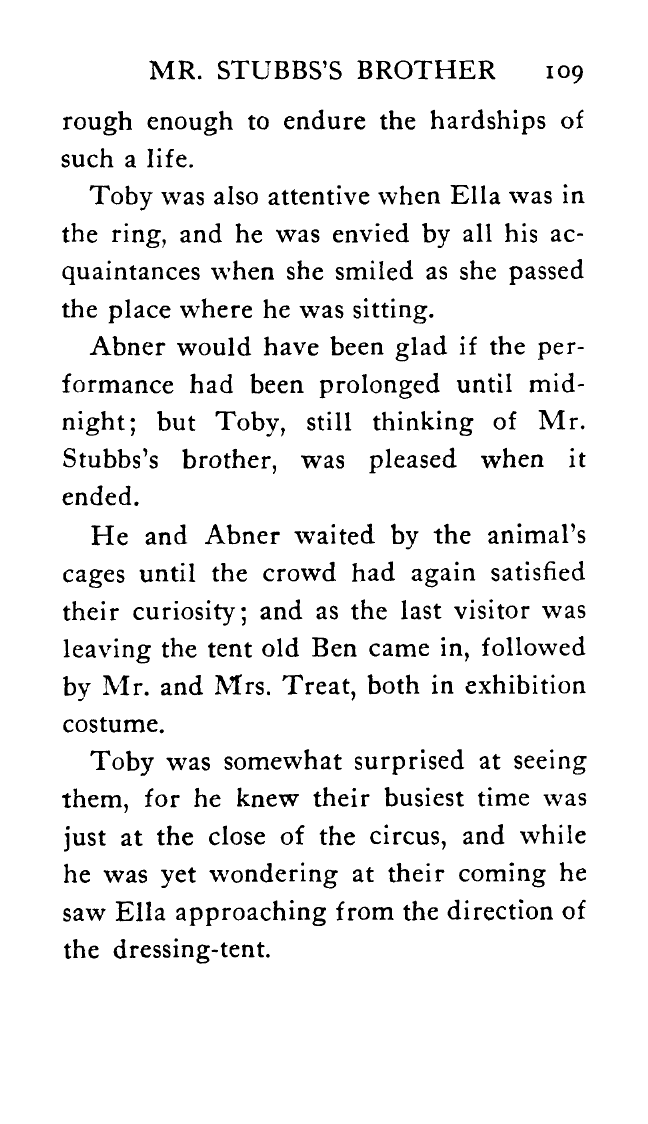 MR. STUBBS'S BROTHER 109
rough enough to endure the hardships of
such a life.
Toby was also attentive when Ella was in
the ring, and he was envied by all his ac-
quaintances when she smiled as she passed
the place where he was sitting.
Abner would have been glad if the per-
formance had been prolonged until mid-
night; but Toby, still thinking of Mr.
Stubbs's brother, was pleased when it
ended.
He and Abner waited by the animal's
cages until the crowd had again satisfied
their curiosity; and as the last visitor was
leaving the tent old Ben came in, followed
by Mr. and Mrs. Treat, both in exhibition
costume.
Toby was somewhat surprised at seeing
them, for he knew their busiest time was
just at the close of the circus, and while
he was yet wondering at their coming he
saw Ella approaching from the direction of
the dressing-tent.